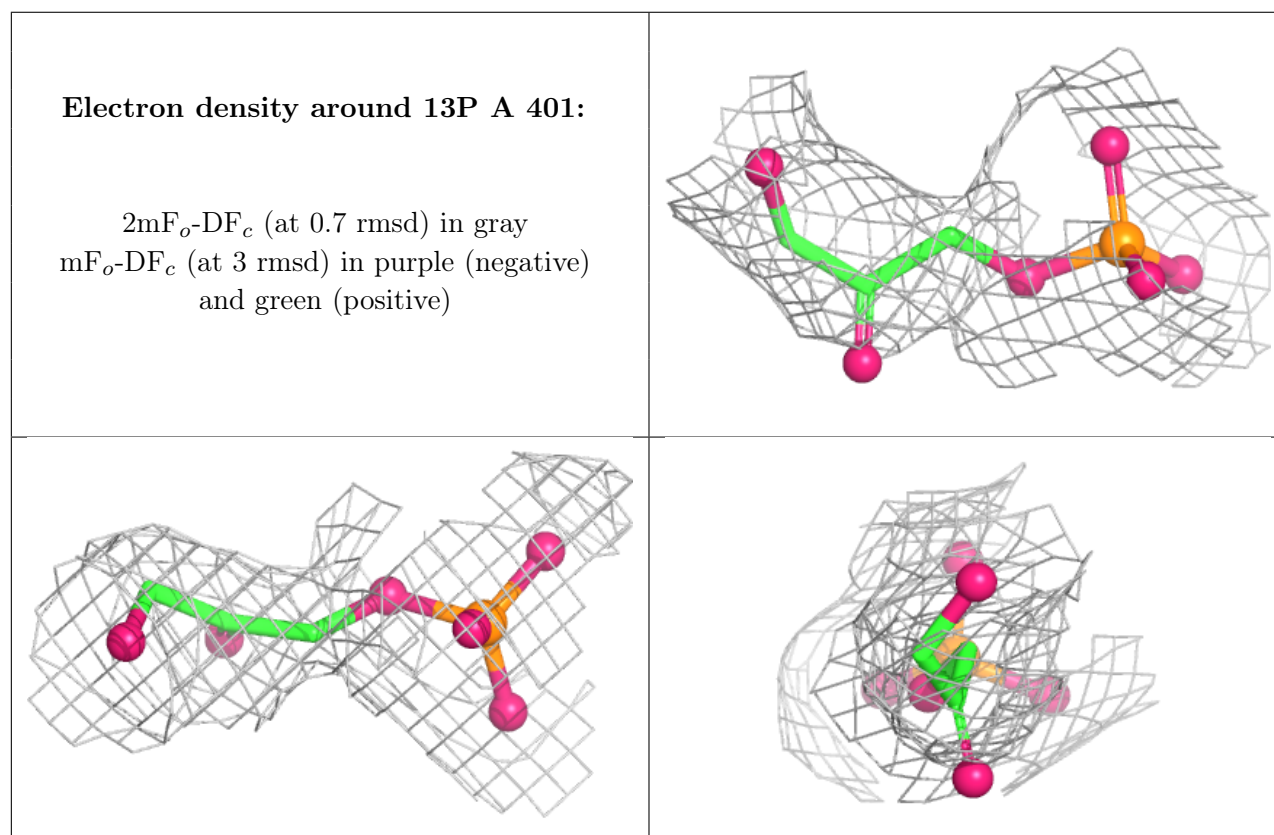 Electron density around 13P A 401:
2mFo-DFc (at 0.7 rmsd) in gray
mFo-DFc (at 3 rmsd) in purple (negative)
and green (positive)